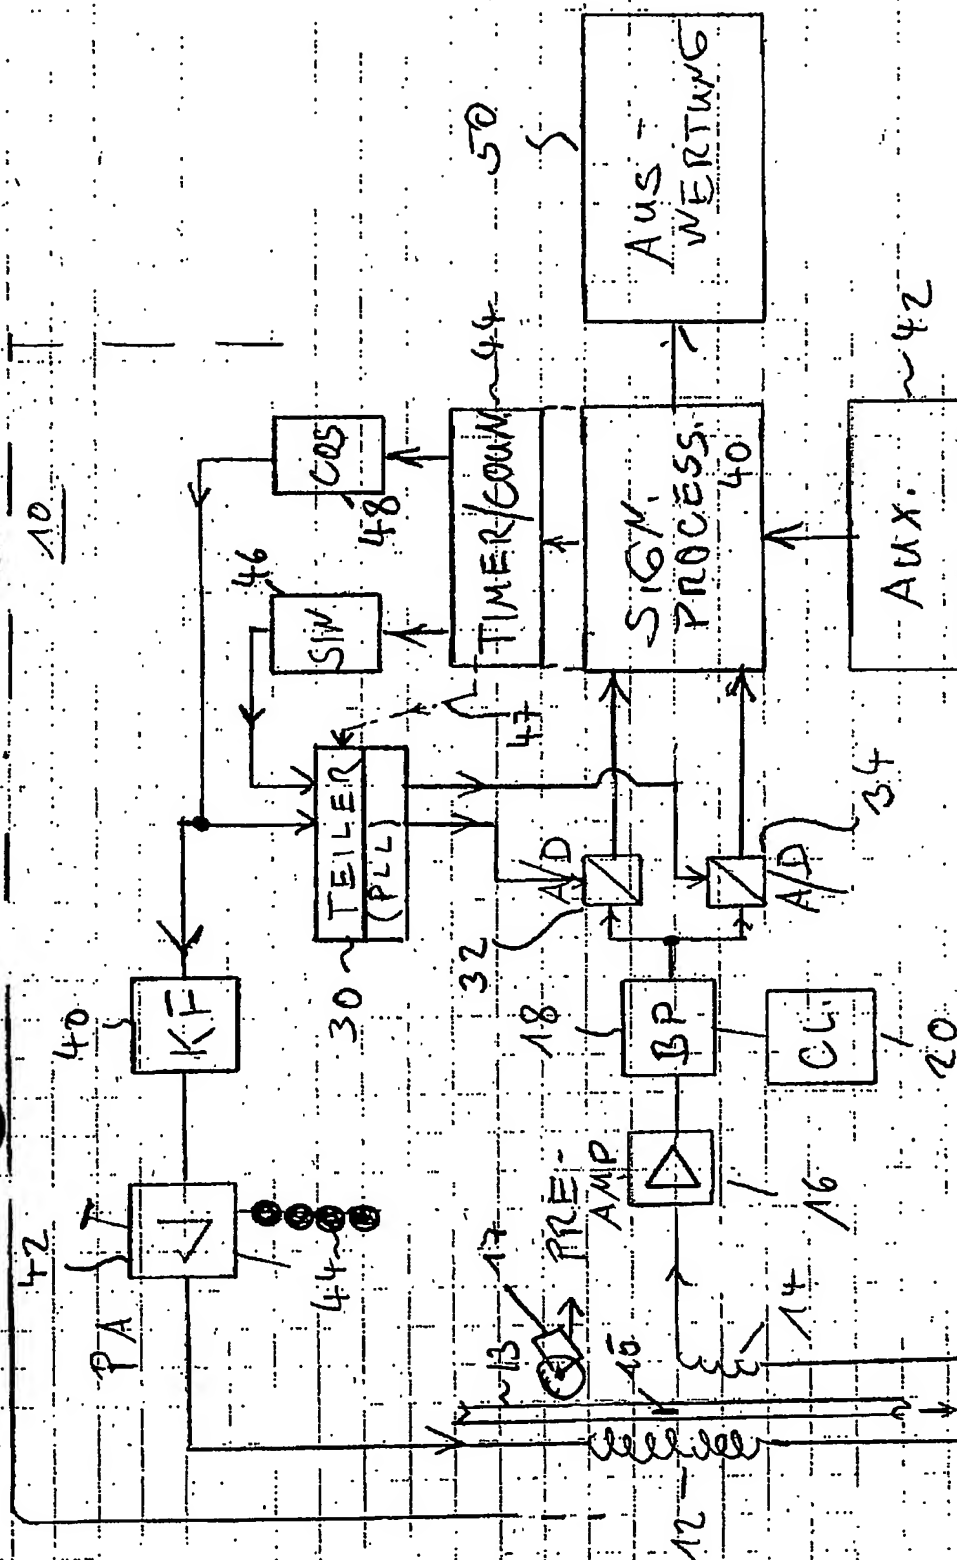 10
50
AUS-
WERTUNG
44
COS
48
46
SIN
TIMER/COUN.
47
SIGN.
PROCESS.
40
42
AUX.
TEILER
(PLL)
30
32
A/D
A/D
34
40
KF
18
BP
CL.
20
42
PA
44
17
PRE-
AMP
16
13
14
12